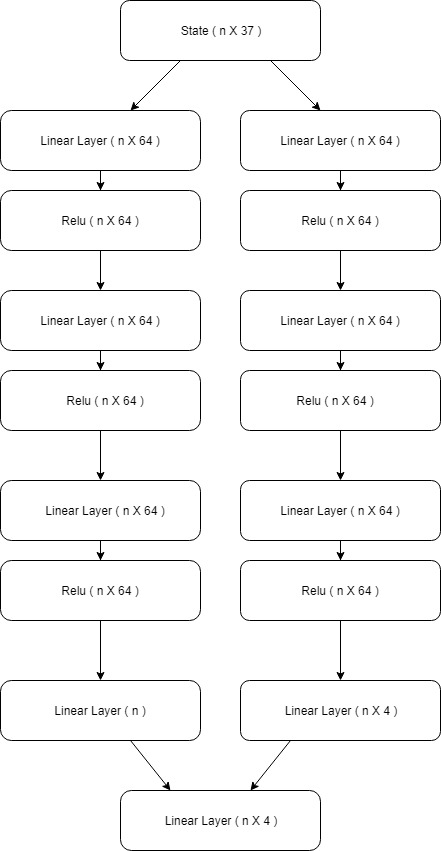 State ( n X 37 )
Linear Layer ( n X 64 )
Linear Layer ( n X 64 )
Relu ( n X 64 )
Relu ( n X 64 )
Linear Layer ( n X 64 )
Linear Layer ( n X 64 )
Relu ( n X 64 )
Relu ( n X 64 )
Linear Layer ( n X 64 )
Linear Layer ( n X 64 )
Relu ( n X 64 )
Relu ( n X 64 )
Linear Layer ( n )
Linear Layer ( n X 4 )
Linear Layer ( n X 4 )